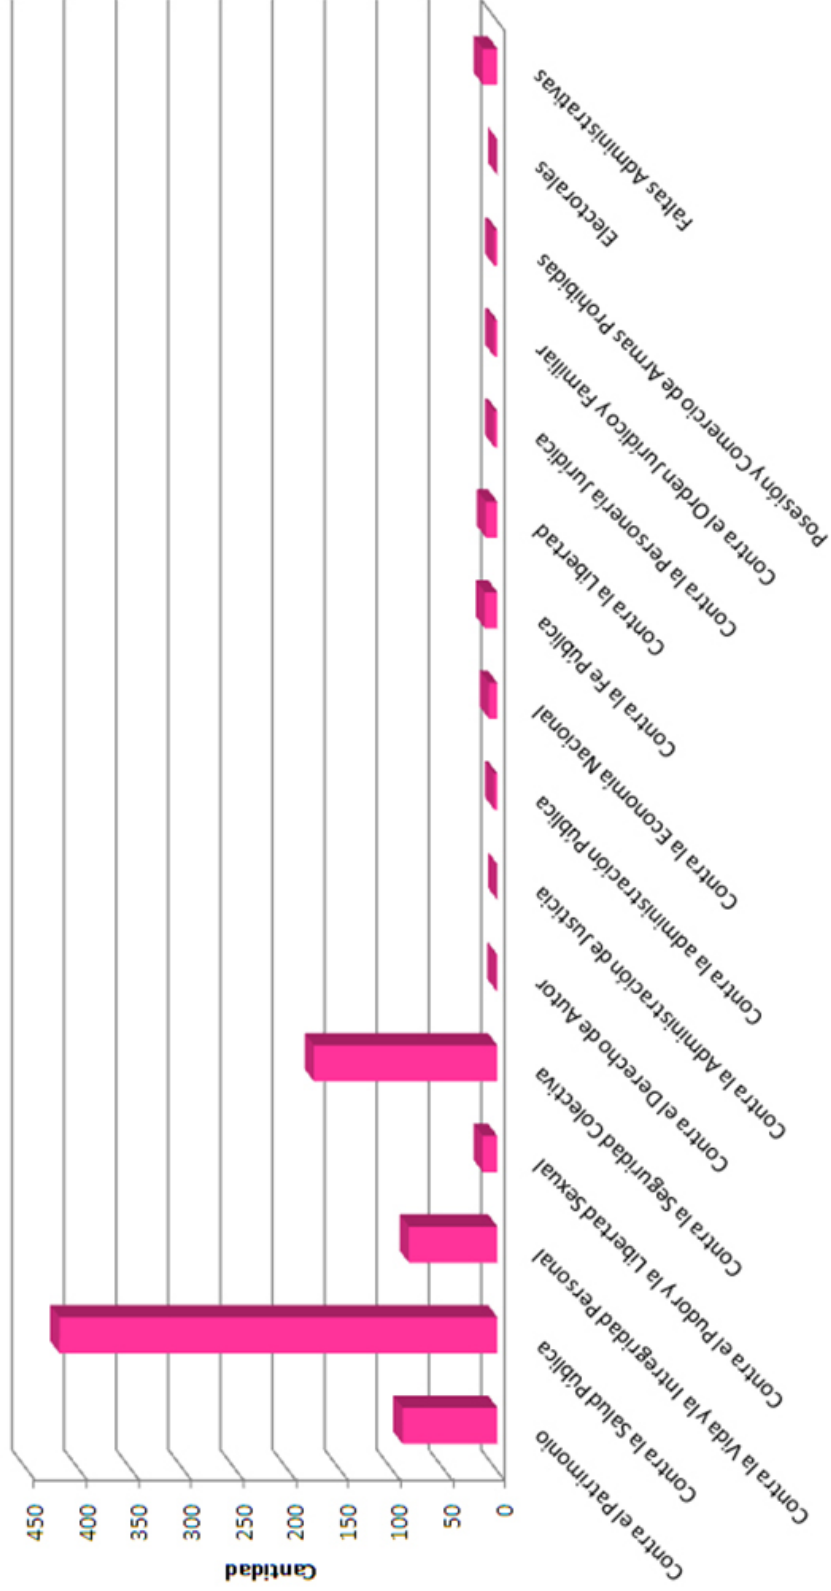 Cantidad
450
400
350
300
250
200
150
100
50
0
Contra el Patrimonio
Contra la Salud Pública
Contra la Vida y la Intregridad Personal
Contra el Pudor y la Libertad Sexual
Contra la Seguridad Colectiva
Contra el Derecho de Autor
Contra la Administración de Justicia
Contra la administración Pública
Contra la Economía Nacional
Contra la Fe Pública
Contra la Libertad
Contra la Personería Jurídica
Contra el Orden Jurídico y Familiar
Posesión y Comercio de Armas Prohibidas
Electorales
Faltas Administrativas